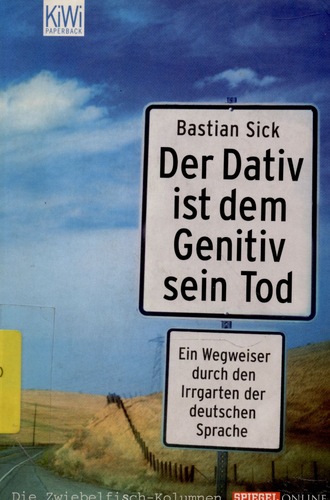 KiWi
PAPERBACK
Bastian Sick
Der Dativ
ist dem
Genitiv
sein Tod
Ein Wegweiser
durch den
Irrgarten der
deutschen
Sprache
Die Zwiebelfisch-Kolumnen SPIEGEL ONLINE